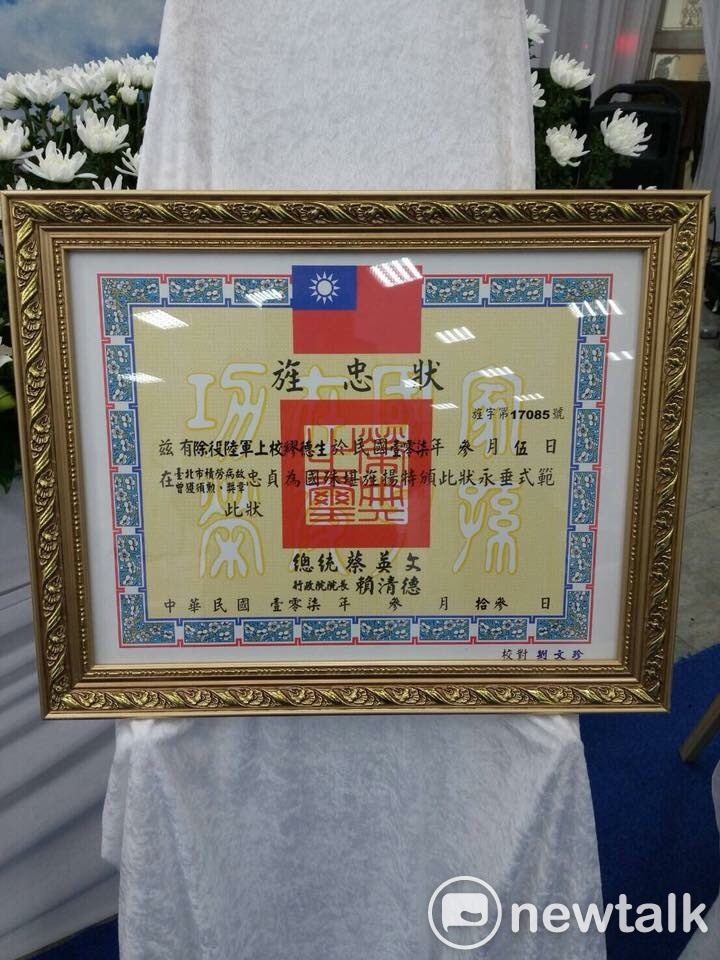 旌忠狀
旌字第17085號
茲有除役陸軍上校繆德生於民國壹零柒年 參月伍日
在臺北市積勞病故曾獲頒勳、獎章忠貞為國殊堪旌揚特頒此狀永垂式範
此狀
總統蔡英文
行政院院長 賴清德
中華民國壹零柒年 參月拾參日
校對 劉文珍
newtalk